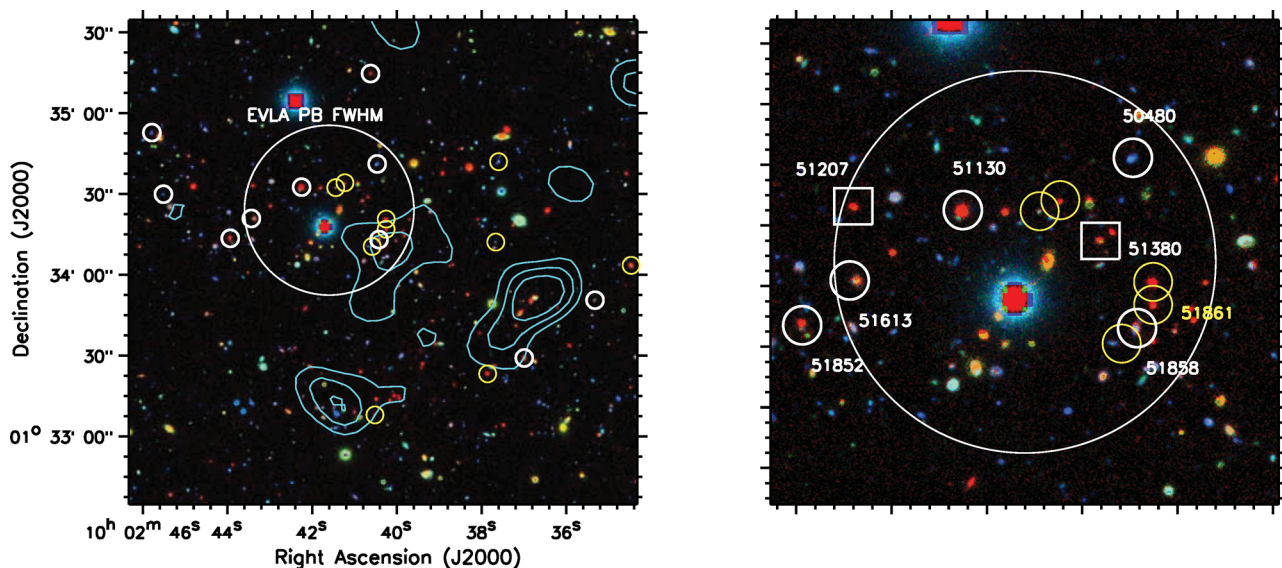 30''
35' 00''
EVLA PB FWHM
30''
34' 00''
30''
01° 33' 00''
Declination (J2000)
10h 02m 46s
44s
42s
40s
38s
36s
Right Ascension (J2000)
50480
51207
51130
51380
51613
51861
51852
51858